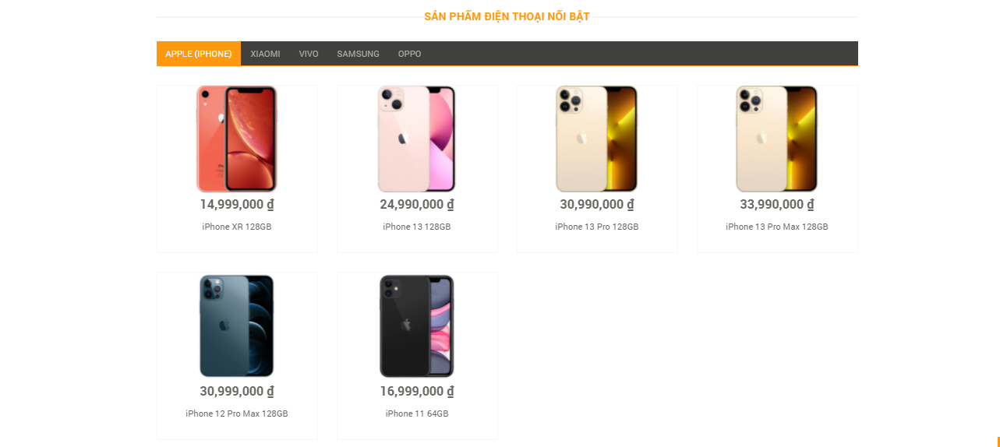 SẢN PHẨM ĐIỆN THOẠI NỔI BẬT
APPLE (IPHONE) XIAOMI VIVO SAMSUNG OPPO
14,999,000 ₫ 24,990,000 ₫ 30,990,000 ₫ 33,990,000 ₫
iPhone XR 128GB iPhone 13 128GB iPhone 13 Pro 128GB iPhone 13 Pro Max 128GB
30,999,000 ₫ 16,999,000 ₫
iPhone 12 Pro Max 128GB iPhone 11 64GB